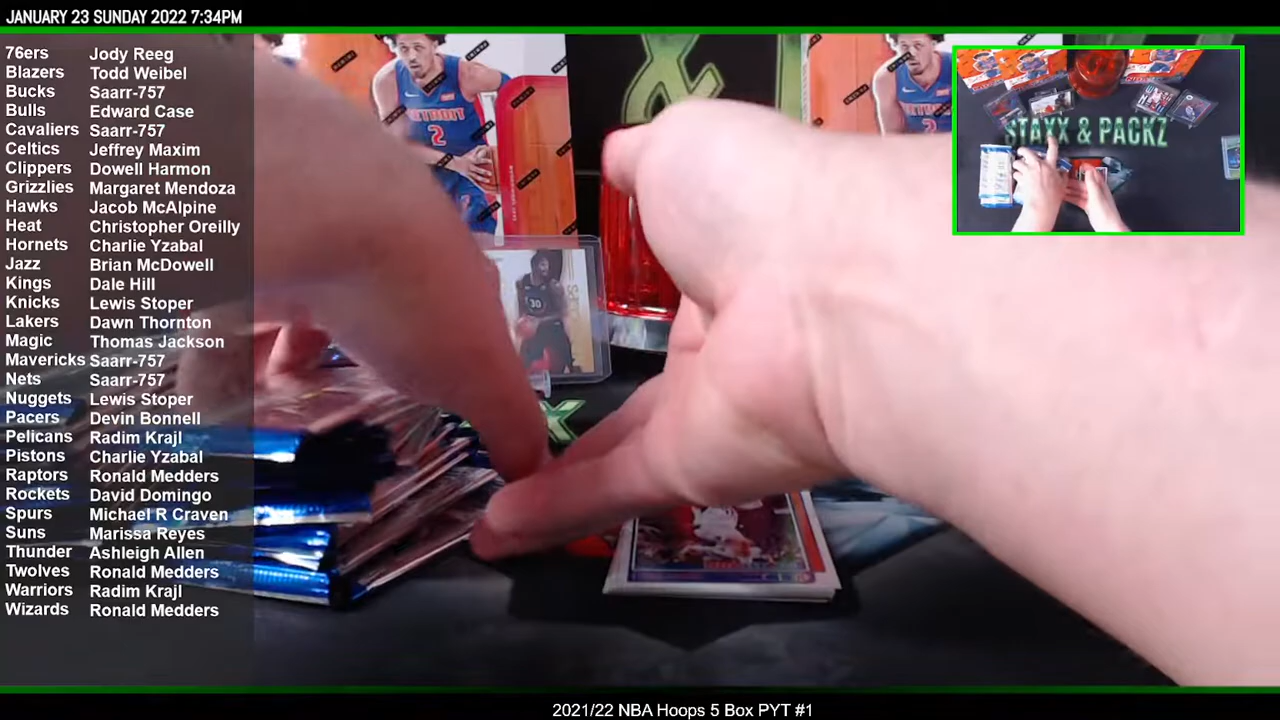 JANUARY 23 SUNDAY 2022 7:34PM
76ers Jody Reeg
Blazers Todd Weibel
Bucks Saarr-757
Bulls Edward Case
Cavaliers Saarr-757
Celtics Jeffrey Maxim
Clippers Dowell Harmon
Grizzlies Margaret Mendoza
Hawks Jacob McAlpine
Heat Christopher Oreilly
Hornets Charlie Yzabal
Jazz Brian McDowell
Kings Dale Hill
Knicks Lewis Stoper
Lakers Dawn Thornton
Magic Thomas Jackson
Mavericks Saarr-757
Nets Saarr-757
Nuggets Lewis Stoper
Pacers Devin Bonnell
Pelicans Radim Krajl
Pistons Charlie Yzabal
Raptors Ronald Medders
Rockets David Domingo
Spurs Michael R Craven
Suns Marissa Reyes
Thunder Ashleigh Allen
Twolves Ronald Medders
Warriors Radim Krajl
Wizards Ronald Medders
DETROIT
2
&
30
STAXX & PACKZ
2021/22 NBA Hoops 5 Box PYT #1